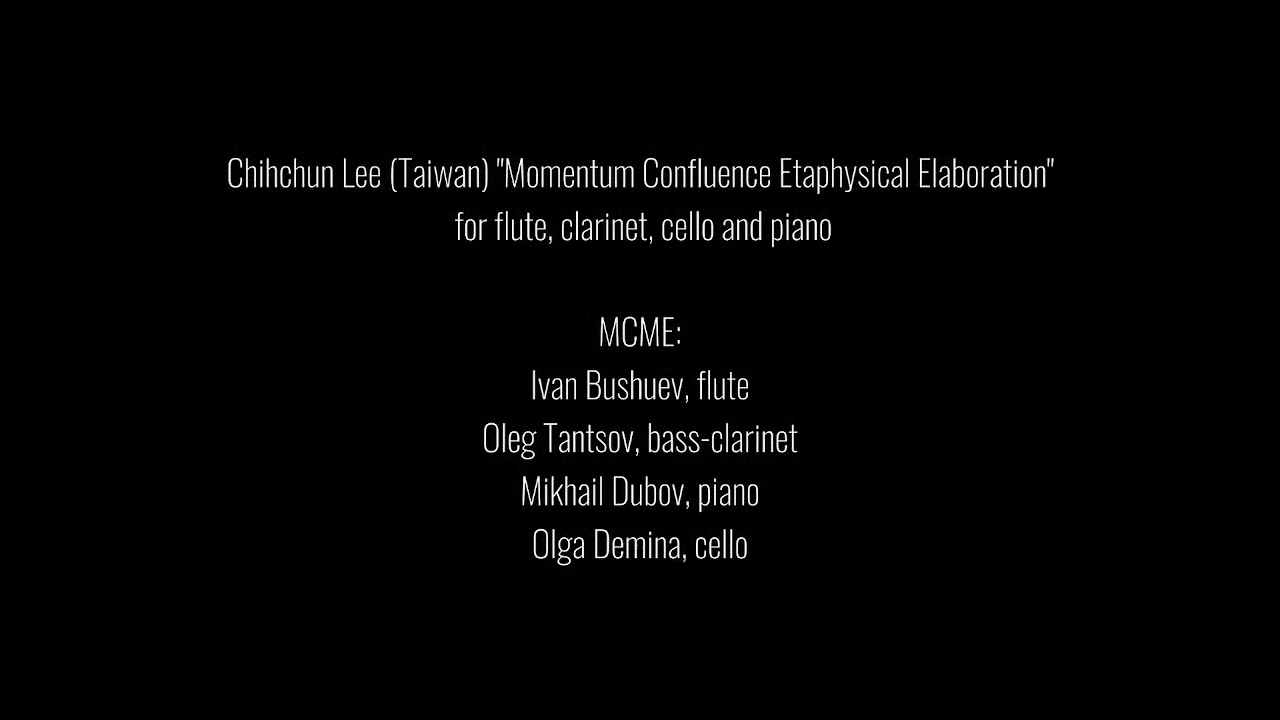 Chihchun Lee (Taiwan) "Momentum Confluence Etaphysical Elaboration"
for flute, clarinet, cello and piano
MCME:
Ivan Bushuev, flute
Oleg Tantsov, bass-clarinet
Mikhail Dubov, piano
Olga Demina, cello